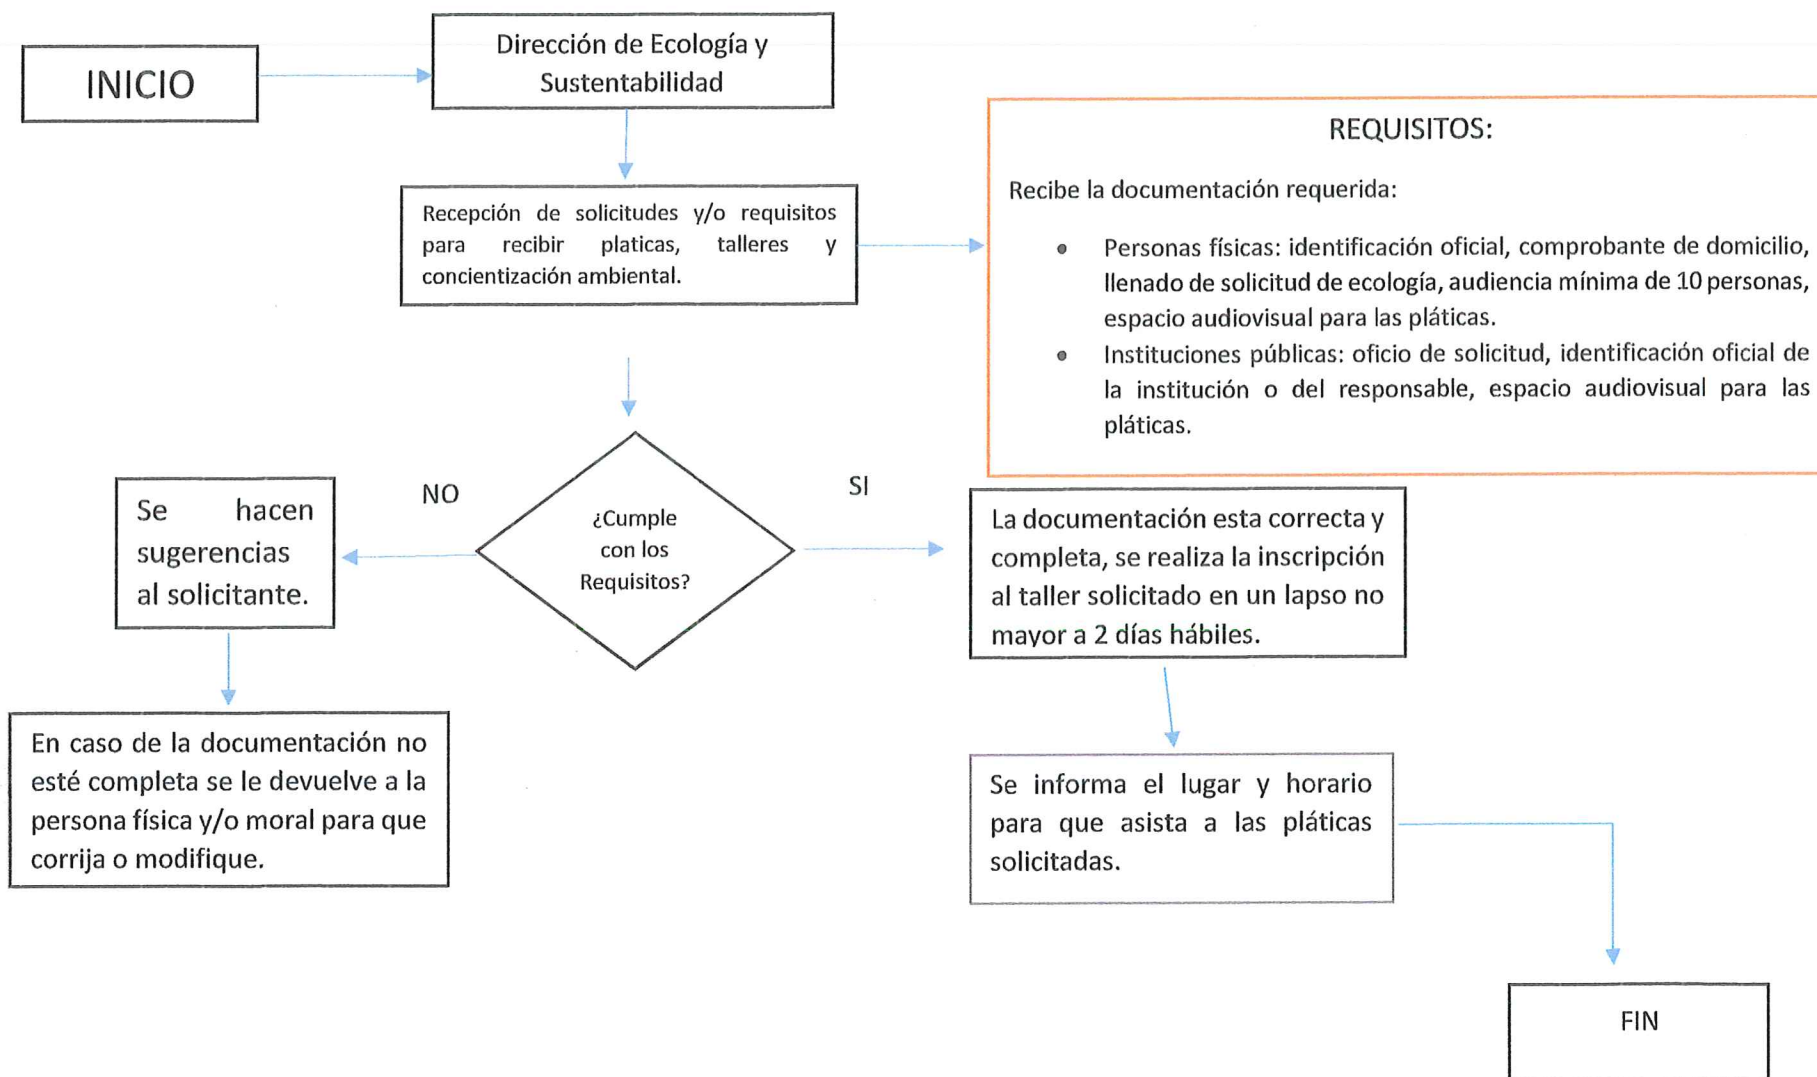 INICIO
Dirección de Ecología y
Sustentabilidad
Recepción de solicitudes y/o requisitos
para recibir platicas, talleres y
concientización ambiental.
REQUISITOS:
Recibe la documentación requerida:
• Personas físicas: identificación oficial, comprobante de domicilio,
llenado de solicitud de ecología, audiencia mínima de 10 personas,
espacio audiovisual para las pláticas.
• Instituciones públicas: oficio de solicitud, identificación oficial de
la institución o del responsable, espacio audiovisual para las
pláticas.
¿Cumple
con los
Requisitos?
NO
Se hacen
sugerencias
al solicitante.
En caso de la documentación no
esté completa se le devuelve a la
persona física y/o moral para que
corrija o modifique.
SI
La documentación esta correcta y
completa, se realiza la inscripción
al taller solicitado en un lapso no
mayor a 2 días hábiles.
Se informa el lugar y horario
para que asista a las pláticas
solicitadas.
FIN